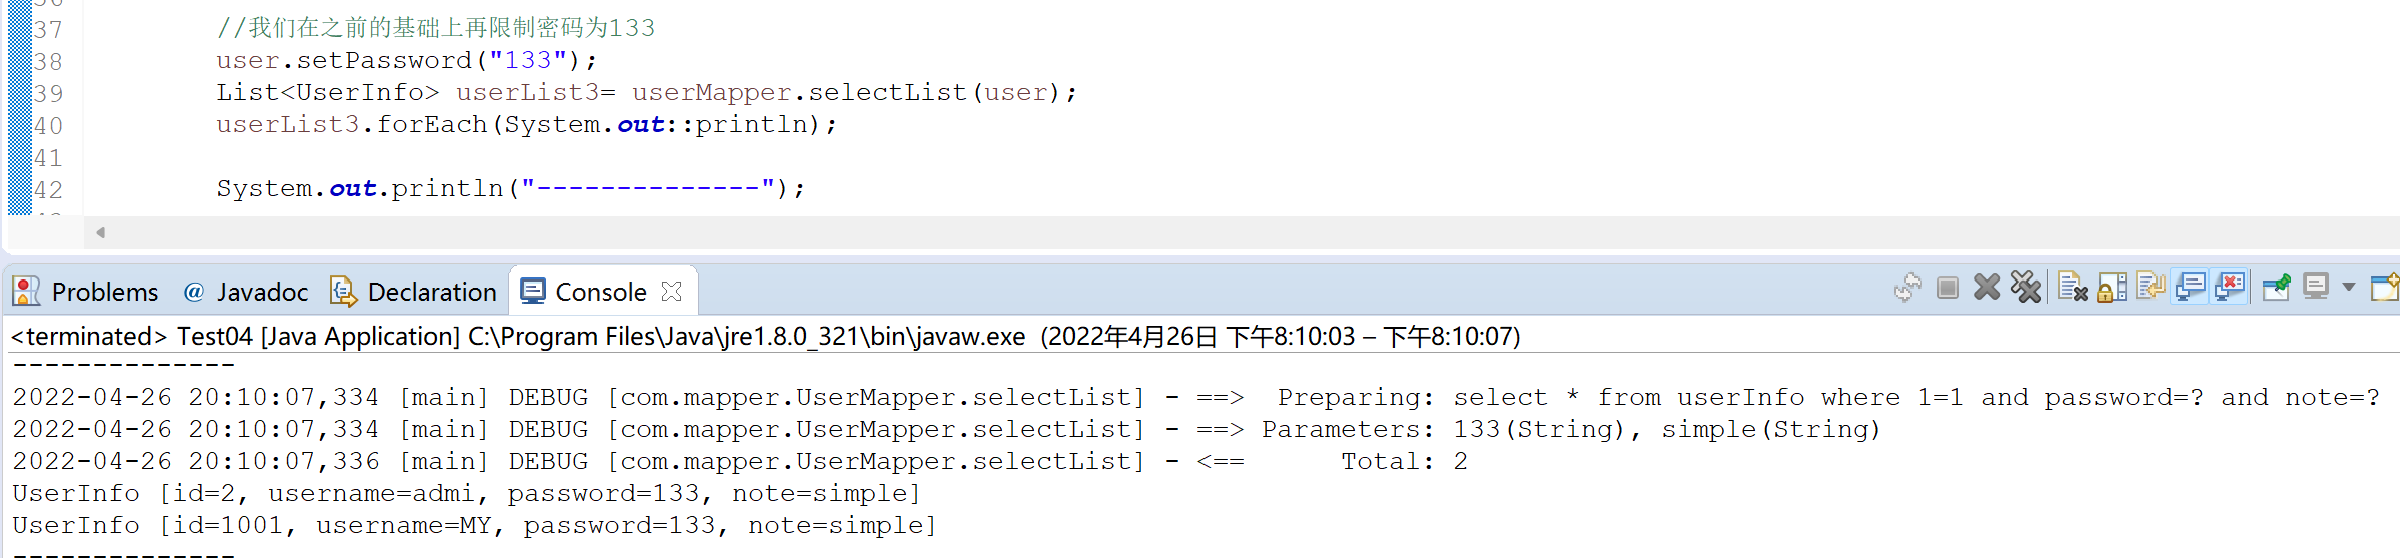 37 //我们在之前的基础上再限制密码为133
38 user.setPassword("133");
39 List<UserInfo> userList3= userMapper.selectList(user);
40 userList3.forEach(System.out::println);
41
42 System.out.println("--------------");
Problems @ Javadoc Declaration Console
<terminated> Test04 [Java Application] C:\Program Files\Java\jre1.8.0_321\bin\javaw.exe (2022年4月26日 下午8:10:03 – 下午8:10:07)
--------------
2022-04-26 20:10:07,334 [main] DEBUG [com.mapper.UserMapper.selectList] - ==>  Preparing: select * from userInfo where 1=1 and password=? and note=?
2022-04-26 20:10:07,334 [main] DEBUG [com.mapper.UserMapper.selectList] - ==> Parameters: 133(String), simple(String)
2022-04-26 20:10:07,336 [main] DEBUG [com.mapper.UserMapper.selectList] - <==      Total: 2
UserInfo [id=2, username=admi, password=133, note=simple]
UserInfo [id=1001, username=MY, password=133, note=simple]
--------------